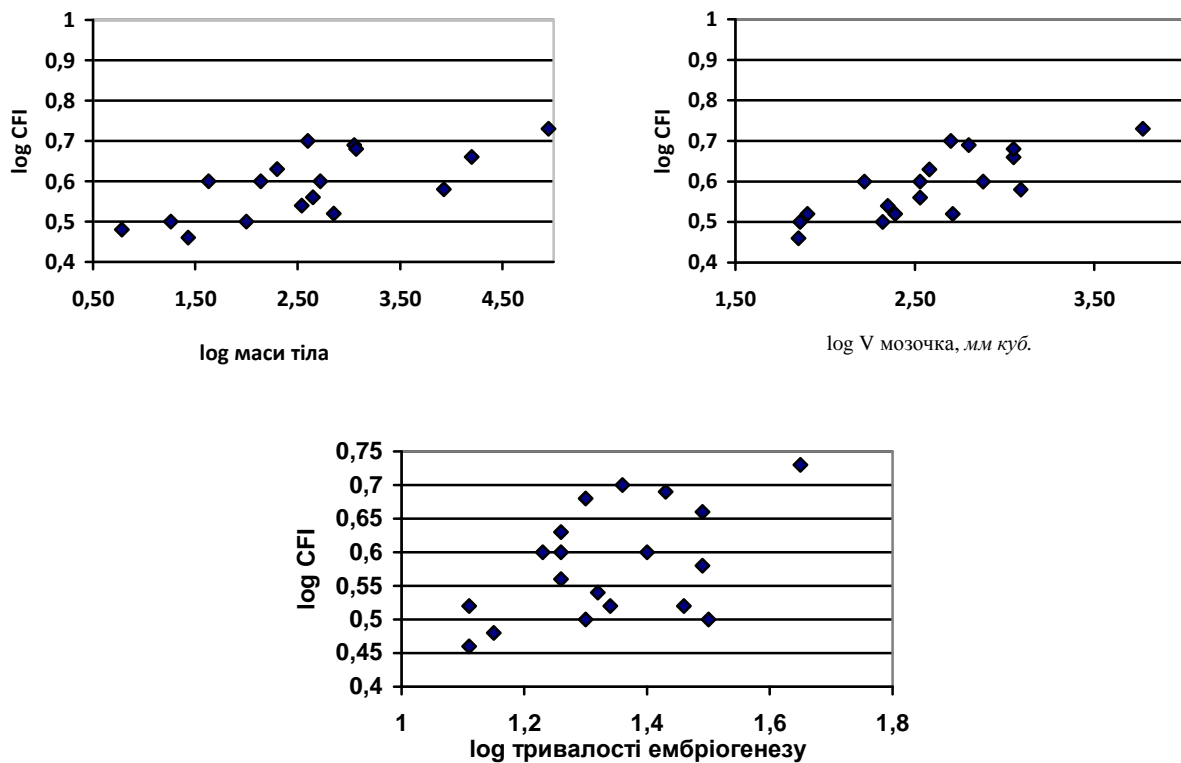 1
0,9
0,8
0,7
0,6
0,5
0,4
log CFI
0,50 1,50 2,50 3,50 4,50
log маси тіла
1
0,9
0,8
0,7
0,6
0,5
0,4
log CFI
1,50 2,50 3,50
log V мозочка, мм куб.
0,75
0,7
0,65
0,6
0,55
0,5
0,45
0,4
log CFI
1 1,2 1,4 1,6 1,8
log тривалості ембріогенезу